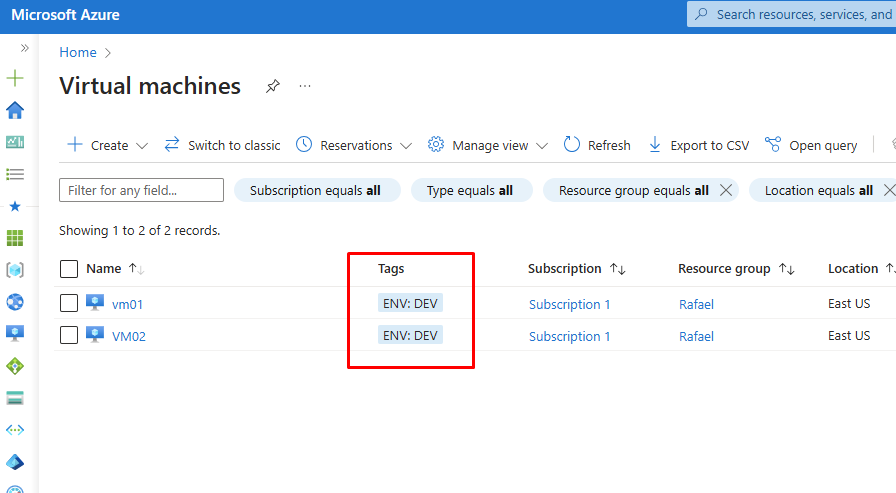 Microsoft Azure
Search resources, services, and
Home
Virtual machines
Create Switch to classic Reservations Manage view Refresh Export to CSV Open query
Filter for any field... Subscription equals all Type equals all Resource group equals all Location equals all
Showing 1 to 2 of 2 records.
Name Tags Subscription Resource group Location
vm01 ENV: DEV Subscription 1 Rafael East US
VM02 ENV: DEV Subscription 1 Rafael East US